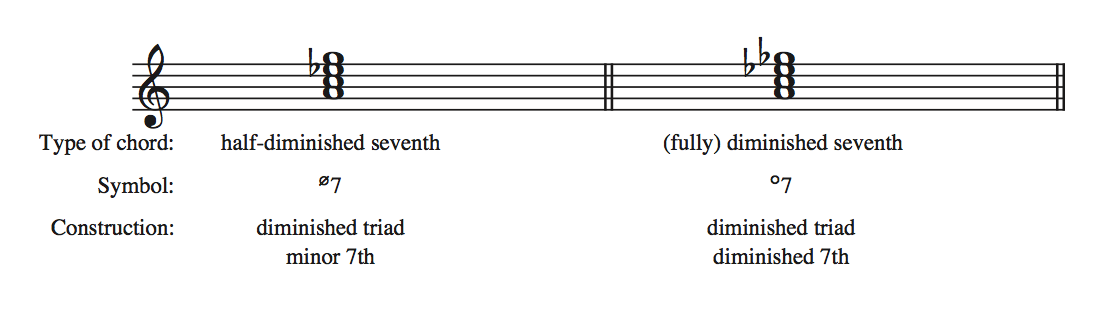 Type of chord: half-diminished seventh (fully) diminished seventh
Symbol: ø7 o7
Construction: diminished triad diminished triad
minor 7th diminished 7th